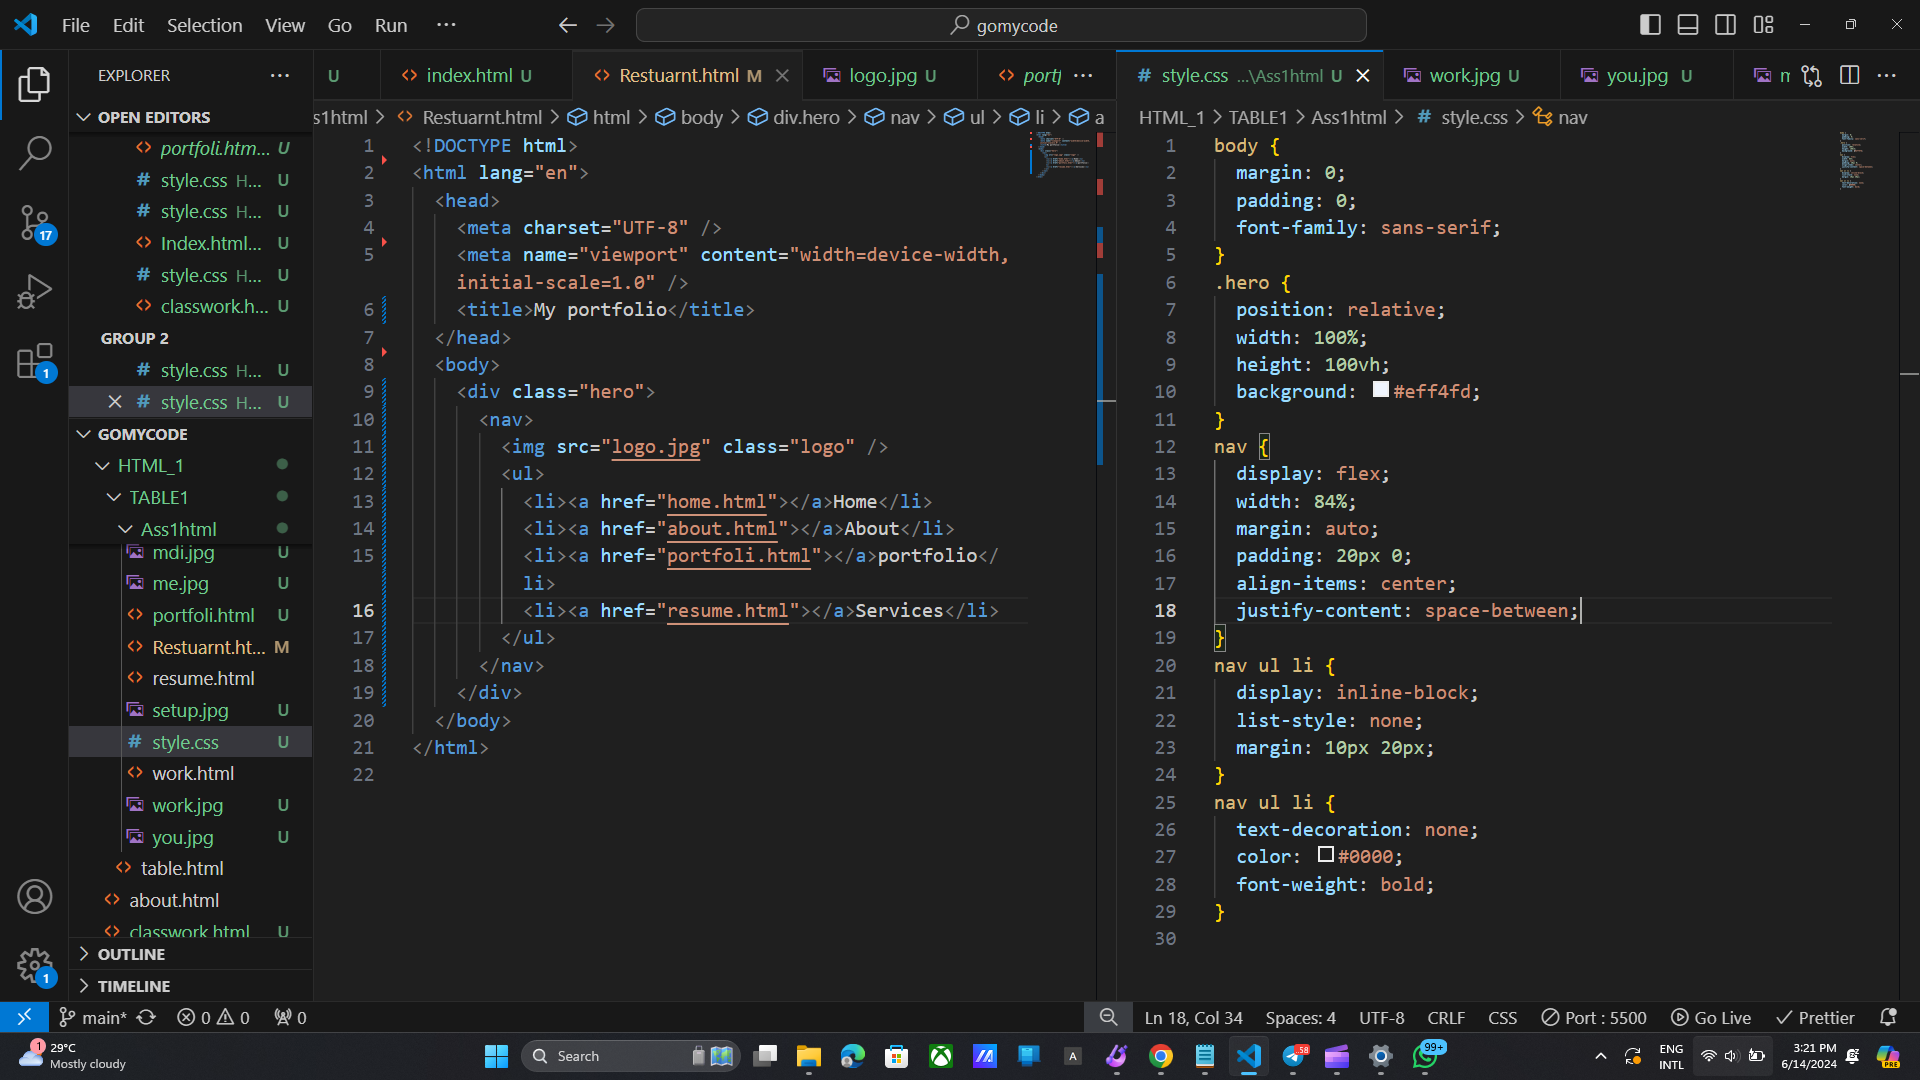 File Edit Selection View Go Run ···
gomycode
EXPLORER ···
OPEN EDITORS
portfoli.htm... U
style.css H... U
style.css H... U
Index.html... U
style.css H... U
classwork.h... U
GROUP 2
style.css H... U
style.css H... U
GOMYCODE
HTML_1
TABLE1
Ass1html
mdi.jpg U
me.jpg U
portfoli.html U
Restuarnt.ht... M
resume.html
setup.jpg U
style.css U
work.html
work.jpg U
you.jpg U
table.html
about.html
classwork.html U
OUTLINE
TIMELINE
17
1
1
U index.html U Restuarnt.html M logo.jpg U portf ···
s1html > Restuarnt.html > html > body > div.hero > nav > ul > li > a
1 <!DOCTYPE html>
2 <html lang="en">
3 <head>
4 <meta charset="UTF-8" />
5 <meta name="viewport" content="width=device-width,
initial-scale=1.0" />
6 <title>My portfolio</title>
7 </head>
8 <body>
9 <div class="hero">
10 <nav>
11 <img src="logo.jpg" class="logo" />
12 <ul>
13 <li><a href="home.html"></a>Home</li>
14 <li><a href="about.html"></a>About</li>
15 <li><a href="portfoli.html"></a>portfolio</
li>
16 <li><a href="resume.html"></a>Services</li>
17 </ul>
18 </nav>
19 </div>
20 </body>
21 </html>
22
style.css ...\Ass1html U work.jpg U you.jpg U m ···
HTML_1 > TABLE1 > Ass1html > style.css > nav
1 body {
2 margin: 0;
3 padding: 0;
4 font-family: sans-serif;
5 }
6 .hero {
7 position: relative;
8 width: 100%;
9 height: 100vh;
10 background: #eff4fd;
11 }
12 nav {
13 display: flex;
14 width: 84%;
15 margin: auto;
16 padding: 20px 0;
17 align-items: center;
18 justify-content: space-between;
19 }
20 nav ul li {
21 display: inline-block;
22 list-style: none;
23 margin: 10px 20px;
24 }
25 nav ul li {
26 text-decoration: none;
27 color: #0000;
28 font-weight: bold;
29 }
30
main* 0 0 0 Ln 18, Col 34 Spaces: 4 UTF-8 CRLF CSS Port : 5500 Go Live Prettier
1 29°C
Mostly cloudy
Search
A
.58
99+
ENG
INTL
3:21 PM
6/14/2024
PRE